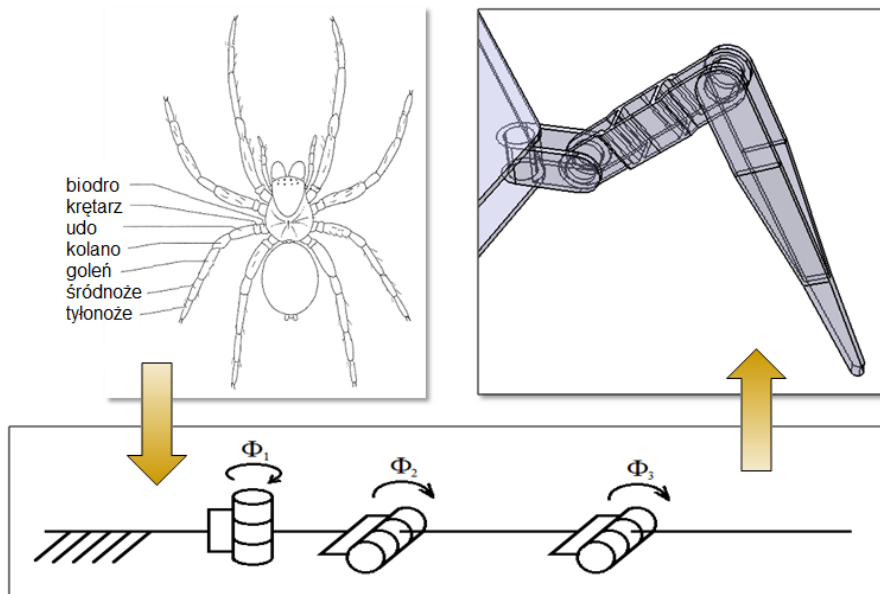 biodro
krętarz
udo
kolano
goleń
śródnoże
tyłonoże
Φ₁
Φ₂
Φ₃